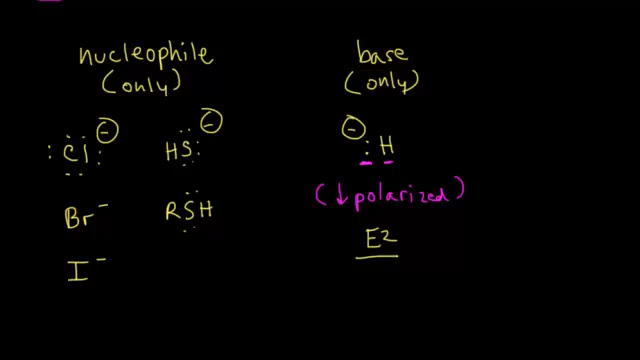 nucleophile
(only)
:Cl: ⊖
HS: ⊖
Br⁻
RSH
I⁻
base
(only)
⊖ :H
(↓polarized)
E2